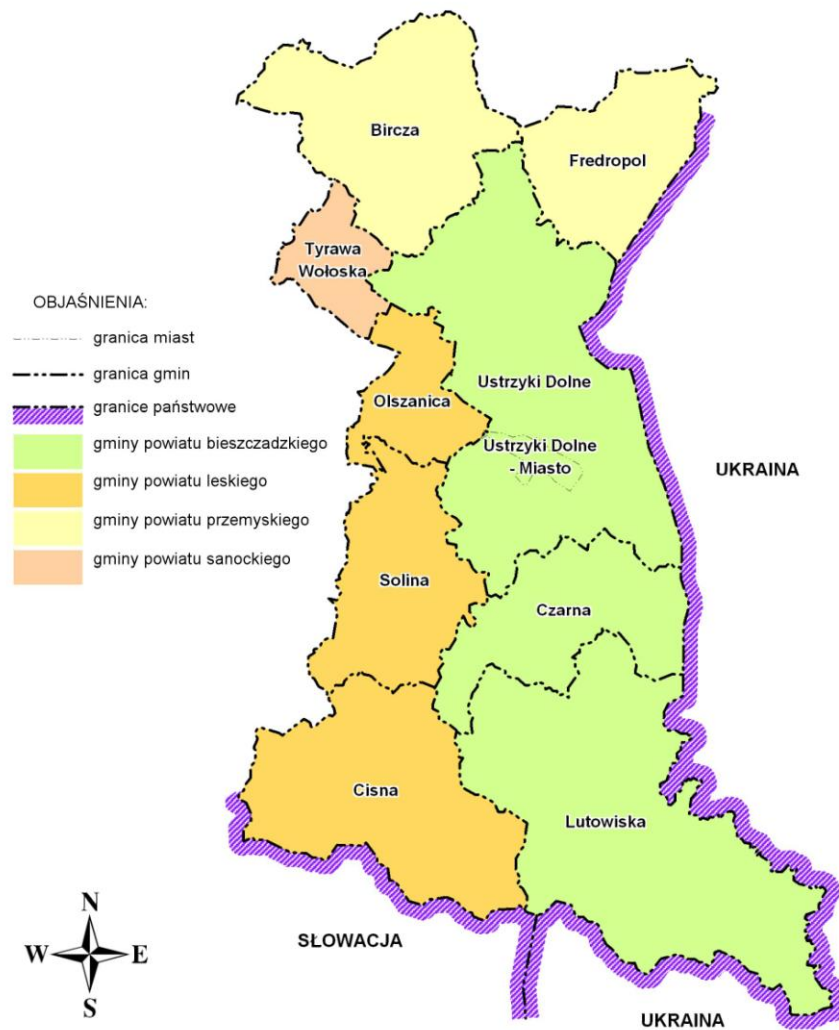 Bircza
Fredropol
Tyrawa
Wołoska
OBJAŚNIENIA:
granica miast
granica gmin
granice państwowe
gminy powiatu bieszczadzkiego
gminy powiatu leskiego
gminy powiatu przemyskiego
gminy powiatu sanockiego
Olszanica
Ustrzyki Dolne
Ustrzyki Dolne
- Miasto
UKRAINA
Solina
Czarna
Cisna
Lutowiska
N
W
E
S
SŁOWACJA
UKRAINA